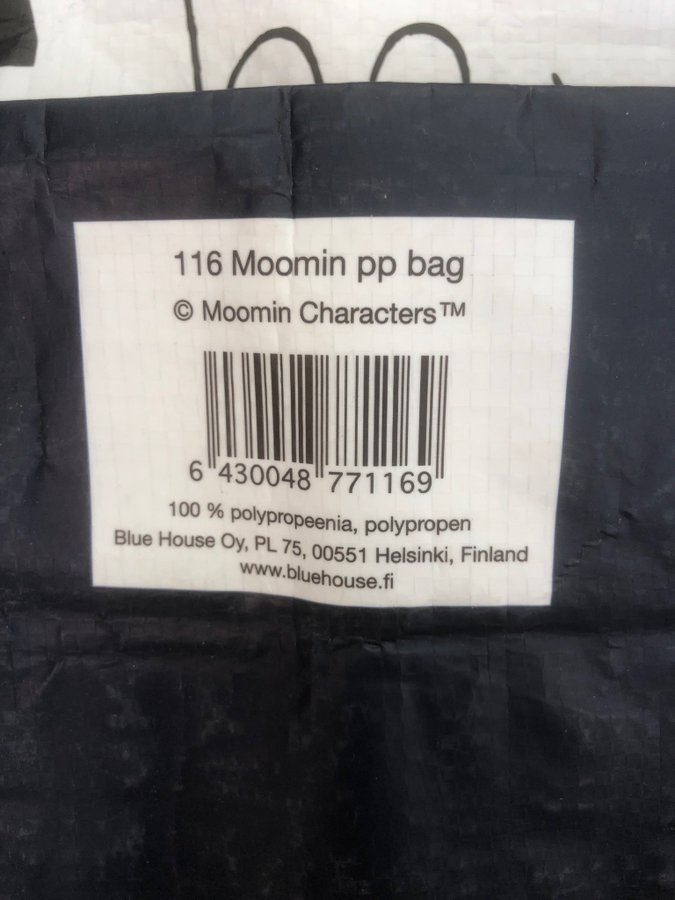 116 Moomin pp bag
© Moomin Characters™
6 430048 771169
100 % polypropeenia, polypropen
Blue House Oy, PL 75, 00551 Helsinki, Finland
www.bluehouse.fi